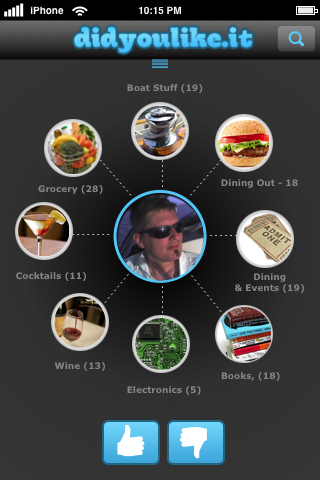 iPhone 10:15 PM
didyoulike.it
Boat Stuff (19)
Grocery (28)
Dining Out - 18
ADMIT
ONE
Cocktails (11)
Dining
& Events (19)
Wine (13)
Electronics (5)
Books, (18)